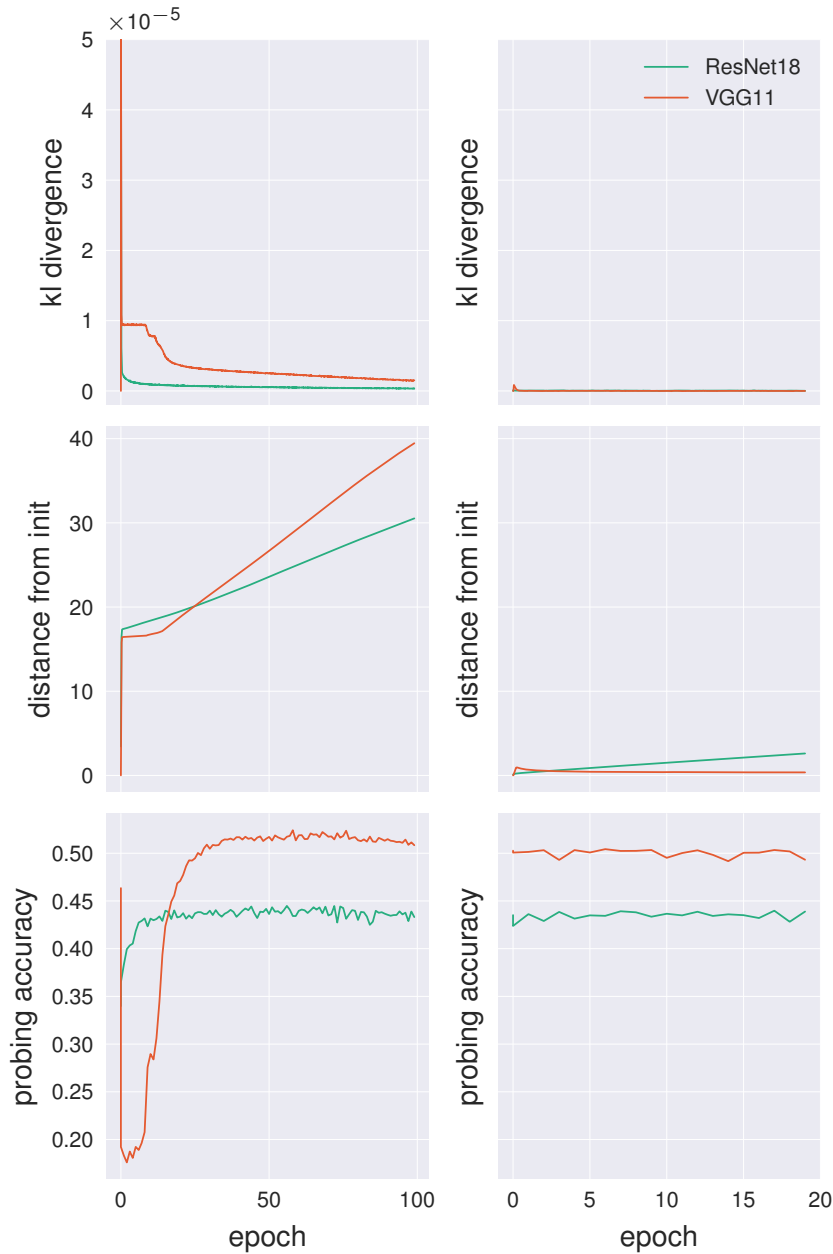 ×10⁻⁵
5
4
3
2
1
0
kl divergence
kl divergence
ResNet18
VGG11
40
30
20
10
0
distance from init
distance from init
0.50
0.45
0.40
0.35
0.30
0.25
0.20
probing accuracy
probing accuracy
0 50 100
epoch
0 5 10 15 20
epoch